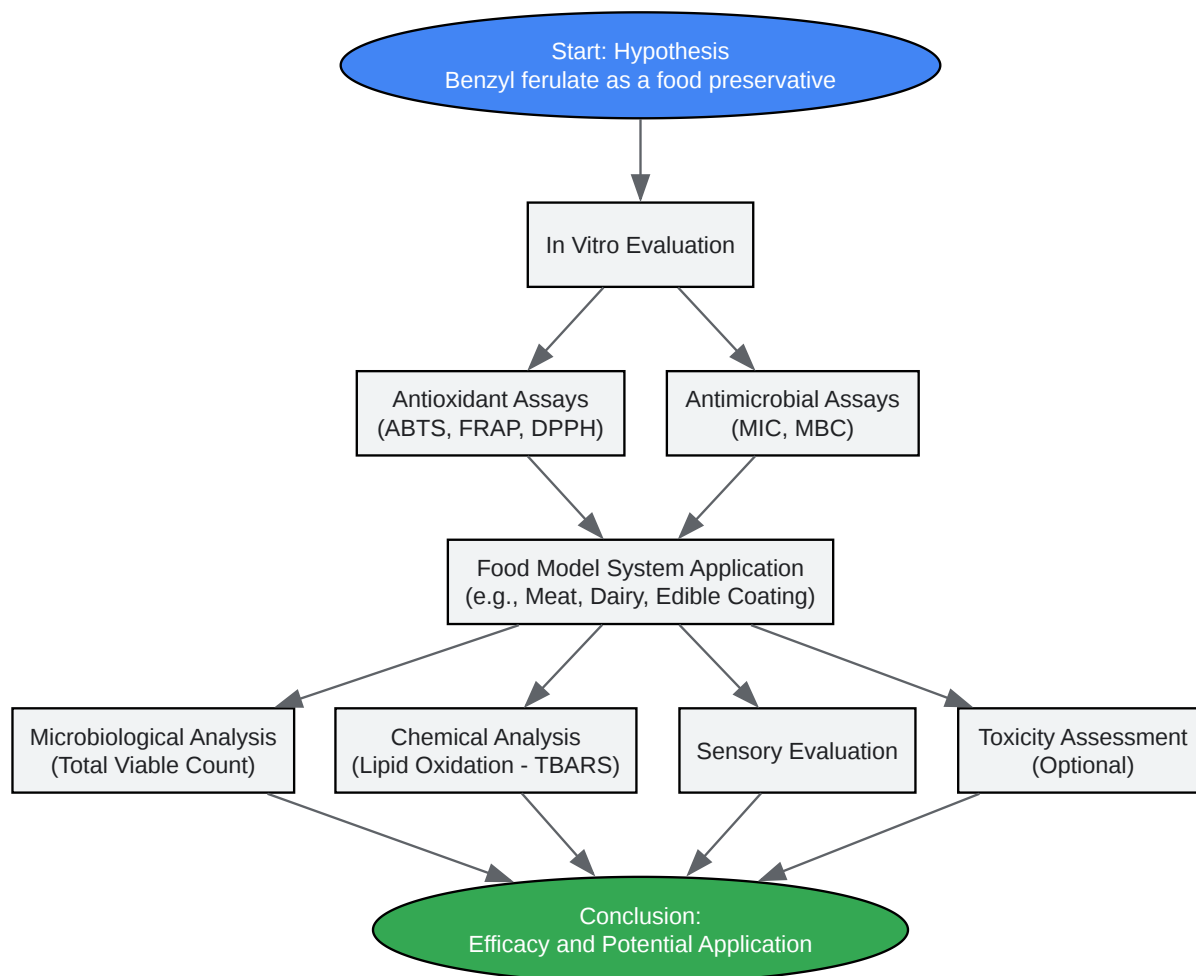 Start: Hypothesis
Benzyl ferulate as a food preservative
In Vitro Evaluation
Antioxidant Assays
(ABTS, FRAP, DPPH)
Antimicrobial Assays
(MIC, MBC)
Food Model System Application
(e.g., Meat, Dairy, Edible Coating)
Microbiological Analysis
(Total Viable Count)
Chemical Analysis
(Lipid Oxidation - TBARS)
Sensory Evaluation
Toxicity Assessment
(Optional)
Conclusion:
Efficacy and Potential Application